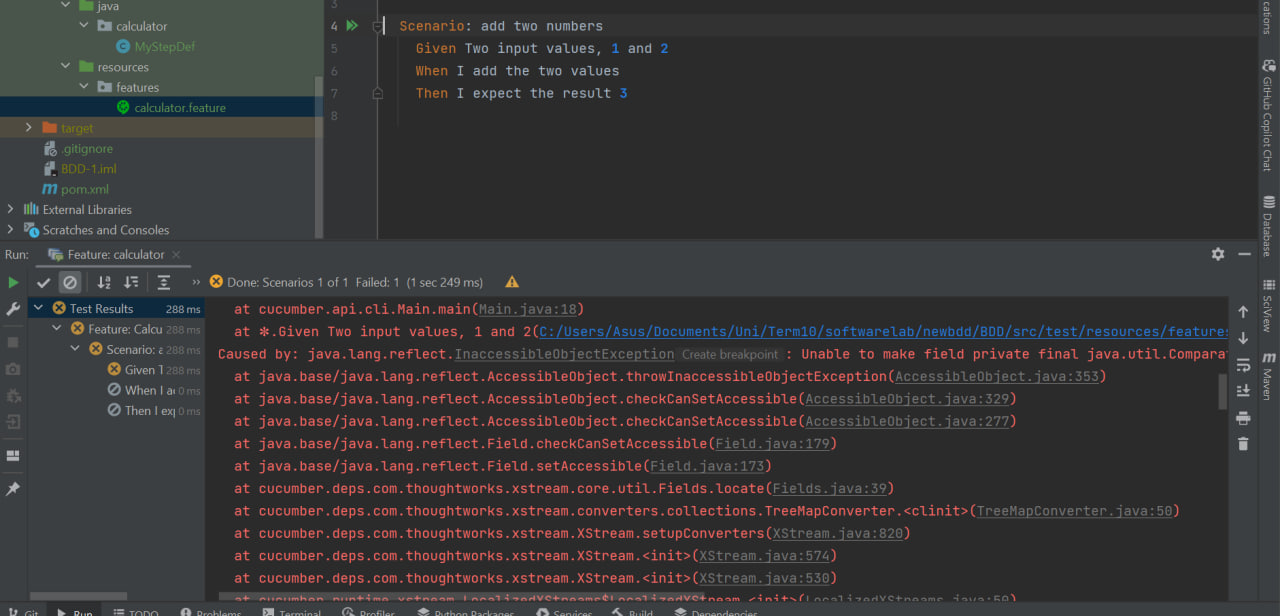 java
calculator
MyStepDef
resources
features
calculator.feature
target
.gitignore
BDD-1.iml
pom.xml
External Libraries
Scratches and Consoles
3
4 Scenario: add two numbers
5 Given Two input values, 1 and 2
6 When I add the two values
7 Then I expect the result 3
8
cations
GitHub Copilot Chat
Database
SciView
Maven
Run: Feature: calculator
Done: Scenarios 1 of 1 Failed: 1 (1 sec 249 ms)
Test Results 288 ms
Feature: Calcu 288 ms
Scenario: a 288 ms
Given T 288 ms
When I a 0 ms
Then I exp 0 ms
at cucumber.api.cli.Main.main(Main.java:18)
at ✻.Given Two input values, 1 and 2(C:/Users/Asus/Documents/Uni/Term10/softwarelab/newbdd/BDD/src/test/resources/features
Caused by: java.lang.reflect.InaccessibleObjectException Create breakpoint : Unable to make field private final java.util.Compara
at java.base/java.lang.reflect.AccessibleObject.throwInaccessibleObjectException(AccessibleObject.java:353)
at java.base/java.lang.reflect.AccessibleObject.checkCanSetAccessible(AccessibleObject.java:329)
at java.base/java.lang.reflect.AccessibleObject.checkCanSetAccessible(AccessibleObject.java:277)
at java.base/java.lang.reflect.Field.checkCanSetAccessible(Field.java:179)
at java.base/java.lang.reflect.Field.setAccessible(Field.java:173)
at cucumber.deps.com.thoughtworks.xstream.core.util.Fields.locate(Fields.java:39)
at cucumber.deps.com.thoughtworks.xstream.converters.collections.TreeMapConverter.<clinit>(TreeMapConverter.java:50)
at cucumber.deps.com.thoughtworks.xstream.XStream.setupConverters(XStream.java:820)
at cucumber.deps.com.thoughtworks.xstream.XStream.<init>(XStream.java:574)
at cucumber.deps.com.thoughtworks.xstream.XStream.<init>(XStream.java:530)
at cucumber.runtime.xstream.LocalizedXStreams$LocalizedXStream.<init>(LocalizedXStreams.java:50)
Git Run TODO Problems Terminal Profiler Python Packages Services Build Dependencies